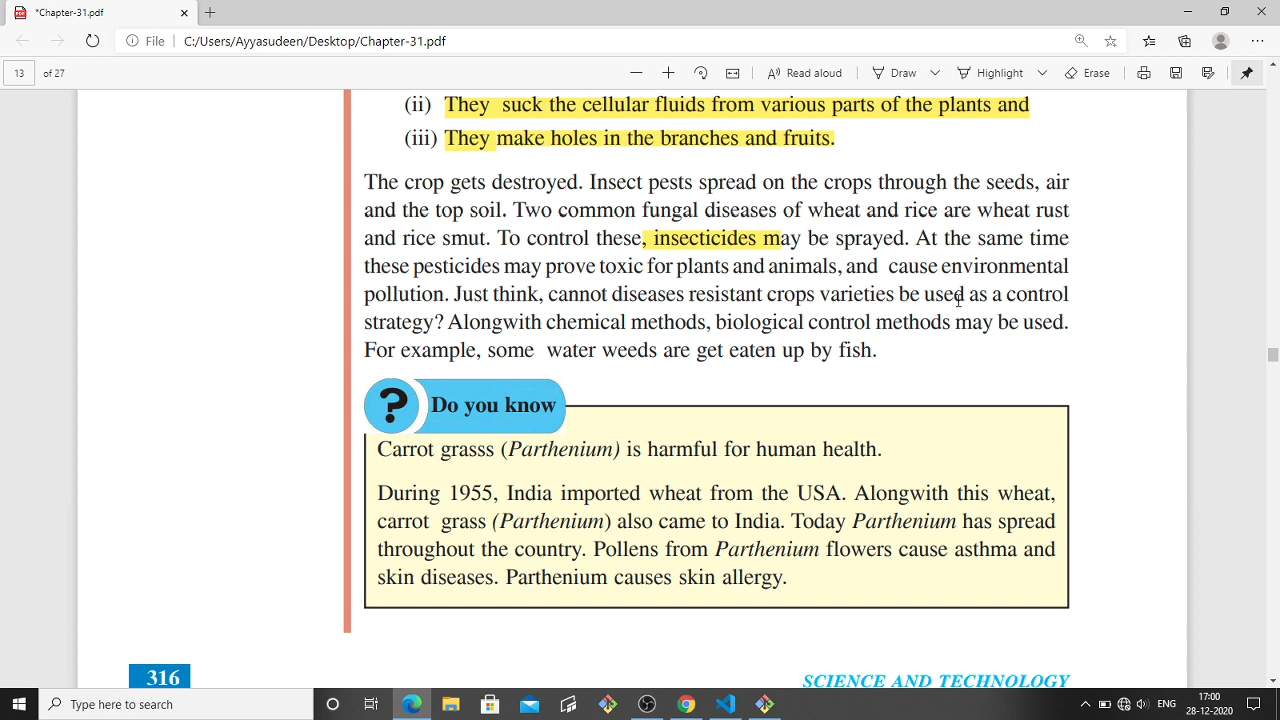 *Chapter-31.pdf
File | C:/Users/Ayyasudeen/Desktop/Chapter-31.pdf
13 of 27 Read aloud Draw Highlight Erase
(ii) They suck the cellular fluids from various parts of the plants and
(iii) They make holes in the branches and fruits.
The crop gets destroyed. Insect pests spread on the crops through the seeds, air
and the top soil. Two common fungal diseases of wheat and rice are wheat rust
and rice smut. To control these, insecticides may be sprayed. At the same time
these pesticides may prove toxic for plants and animals, and cause environmental
pollution. Just think, cannot diseases resistant crops varieties be used as a control
strategy? Alongwith chemical methods, biological control methods may be used.
For example, some water weeds are get eaten up by fish.
? Do you know
Carrot grasss (Parthenium) is harmful for human health.
During 1955, India imported wheat from the USA. Alongwith this wheat,
carrot grass (Parthenium) also came to India. Today Parthenium has spread
throughout the country. Pollens from Parthenium flowers cause asthma and
skin diseases. Parthenium causes skin allergy.
316 SCIENCE AND TECHNOLOGY
Type here to search ENG 17:00
28-12-2020